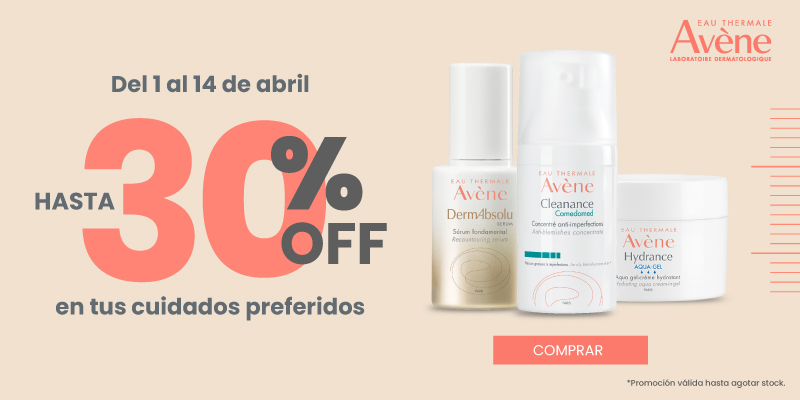 EAU THERMALE
Avène
LABORATOIRE DERMATOLOGIQUE
Del 1 al 14 de abril
HASTA 30% OFF
en tus cuidados preferidos
EAU THERMALE
Avène
DermAbsolu
SERUM
Sérum fondamental
Recontouring serum
EAU THERMALE
Avène
Cleanance
Comedomed
Concentré anti-imperfections
Anti-blemishes concentrate
PARIS
EAU THERMALE
Avène
Hydrance
AQUA GEL
Aqua gel-crème hydratant
Hydrating aqua cream-in-gel
PARIS
COMPRAR
*Promoción válida hasta agotar stock.